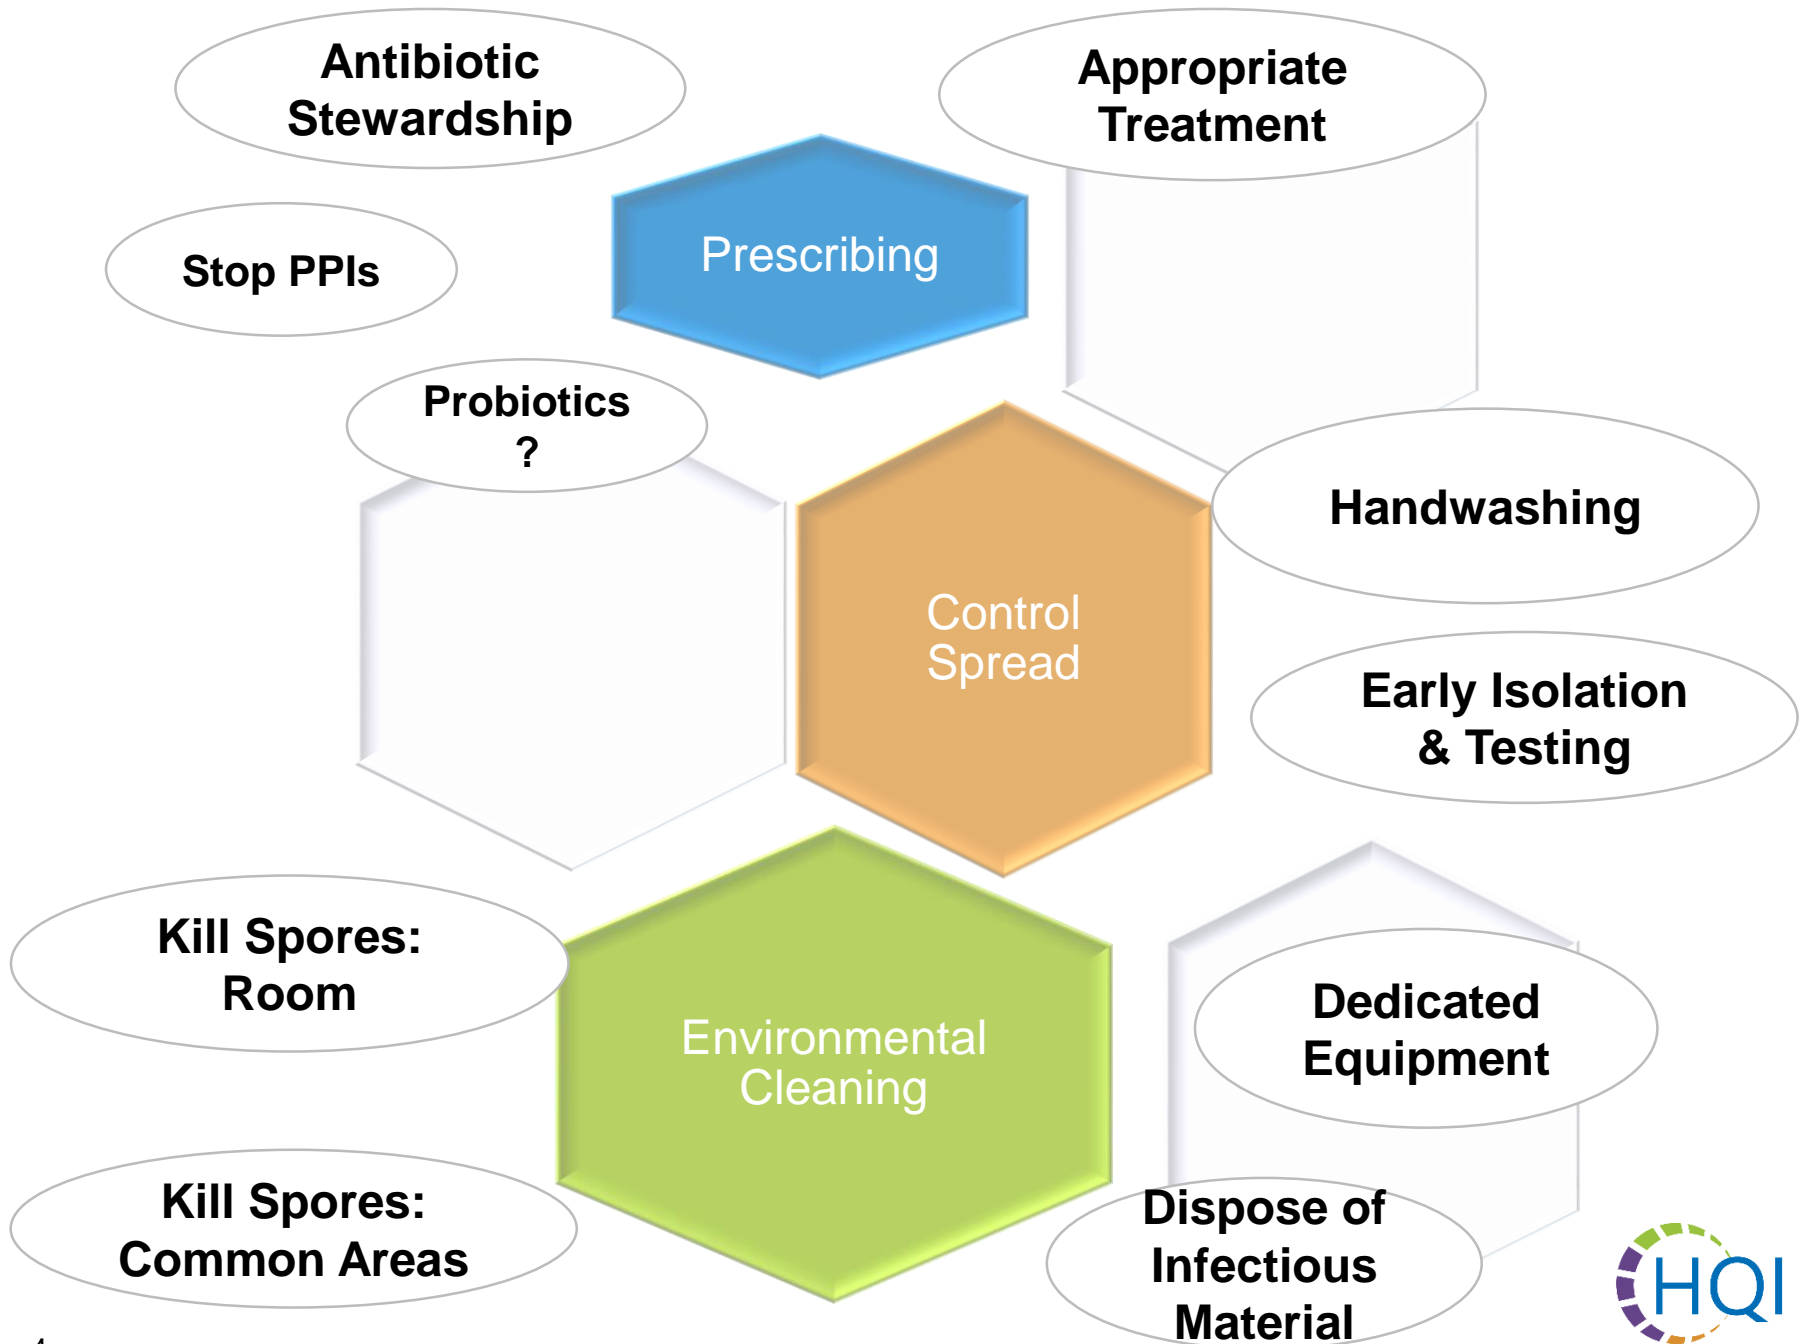 Antibiotic
Stewardship
Appropriate
Treatment
Prescribing
Stop PPIs
Probiotics
?
Handwashing
Control
Spread
Early Isolation
& Testing
Kill Spores:
Room
Environmental
Cleaning
Dedicated
Equipment
Kill Spores:
Common Areas
Dispose of
Infectious
Material
HQI